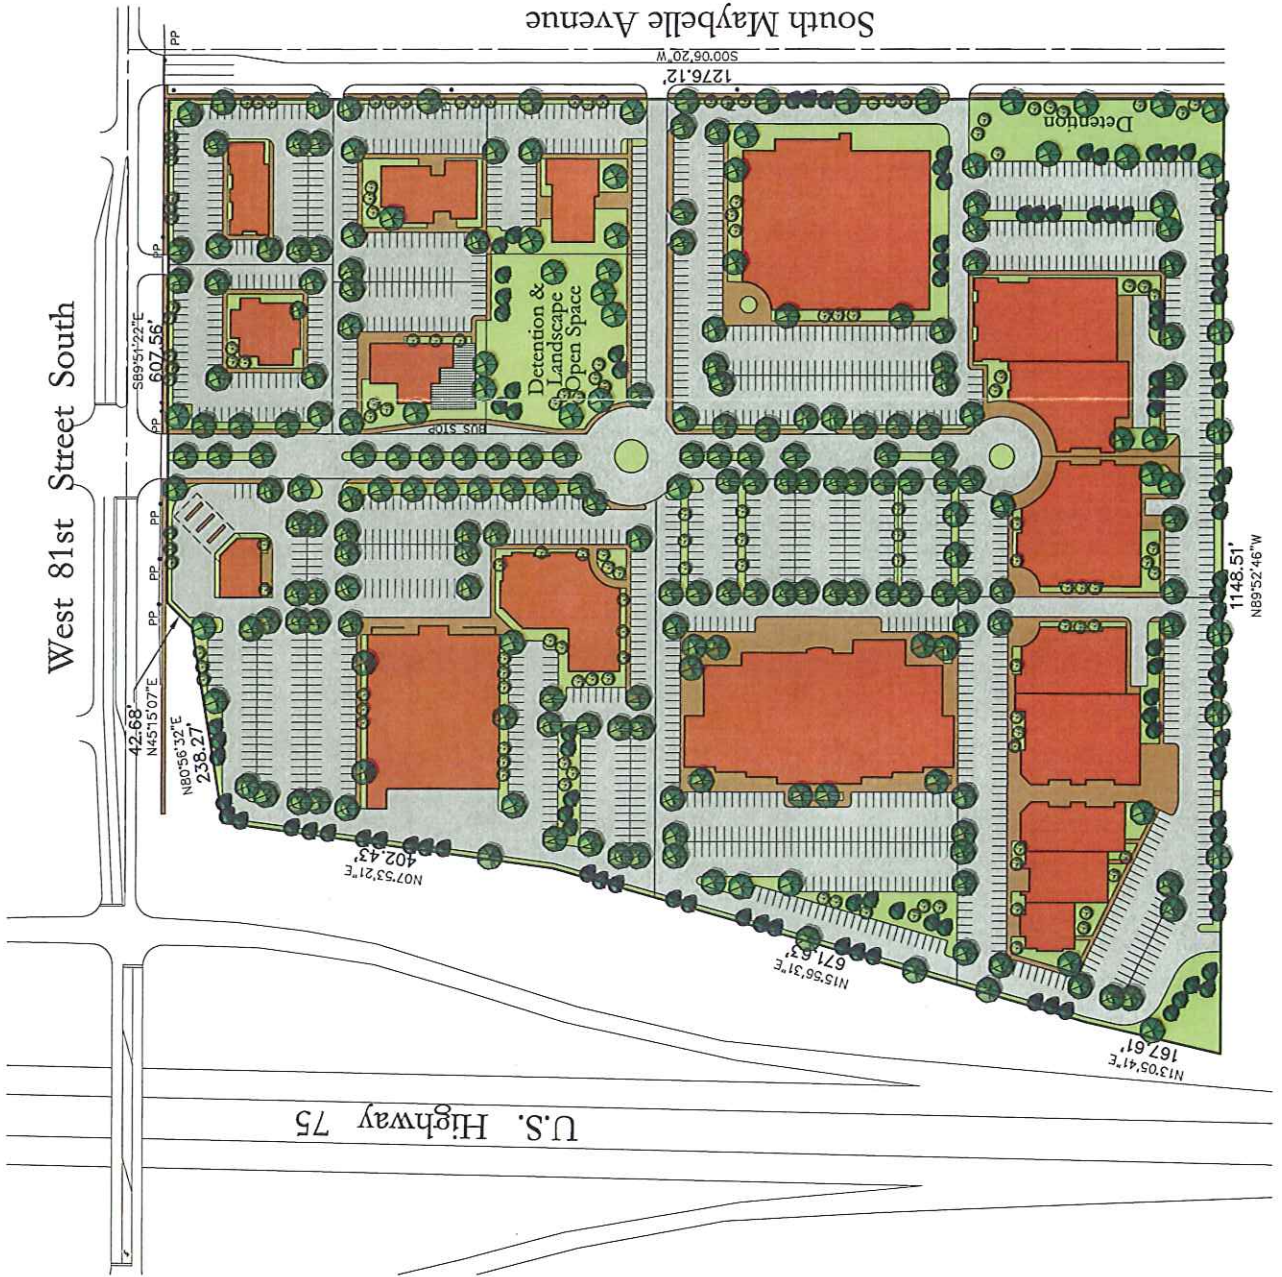 South Maybelle Avenue
S00°06'20"W
1276.12'
PP
PP
PP
PP
PP
PP
West 81st Street South
S89°51'22"E
607.56'
42.68'
N45°15'07"E
N80°56'32"E
238.27'
N07°53'21"E
402.43'
N15°56'31"E
671.63'
N13°05'41"E
167.61'
1148.51'
N89°52'46"W
Detention
Detention &
Landscape
Open Space
BUS STOP
U.S. Highway 75